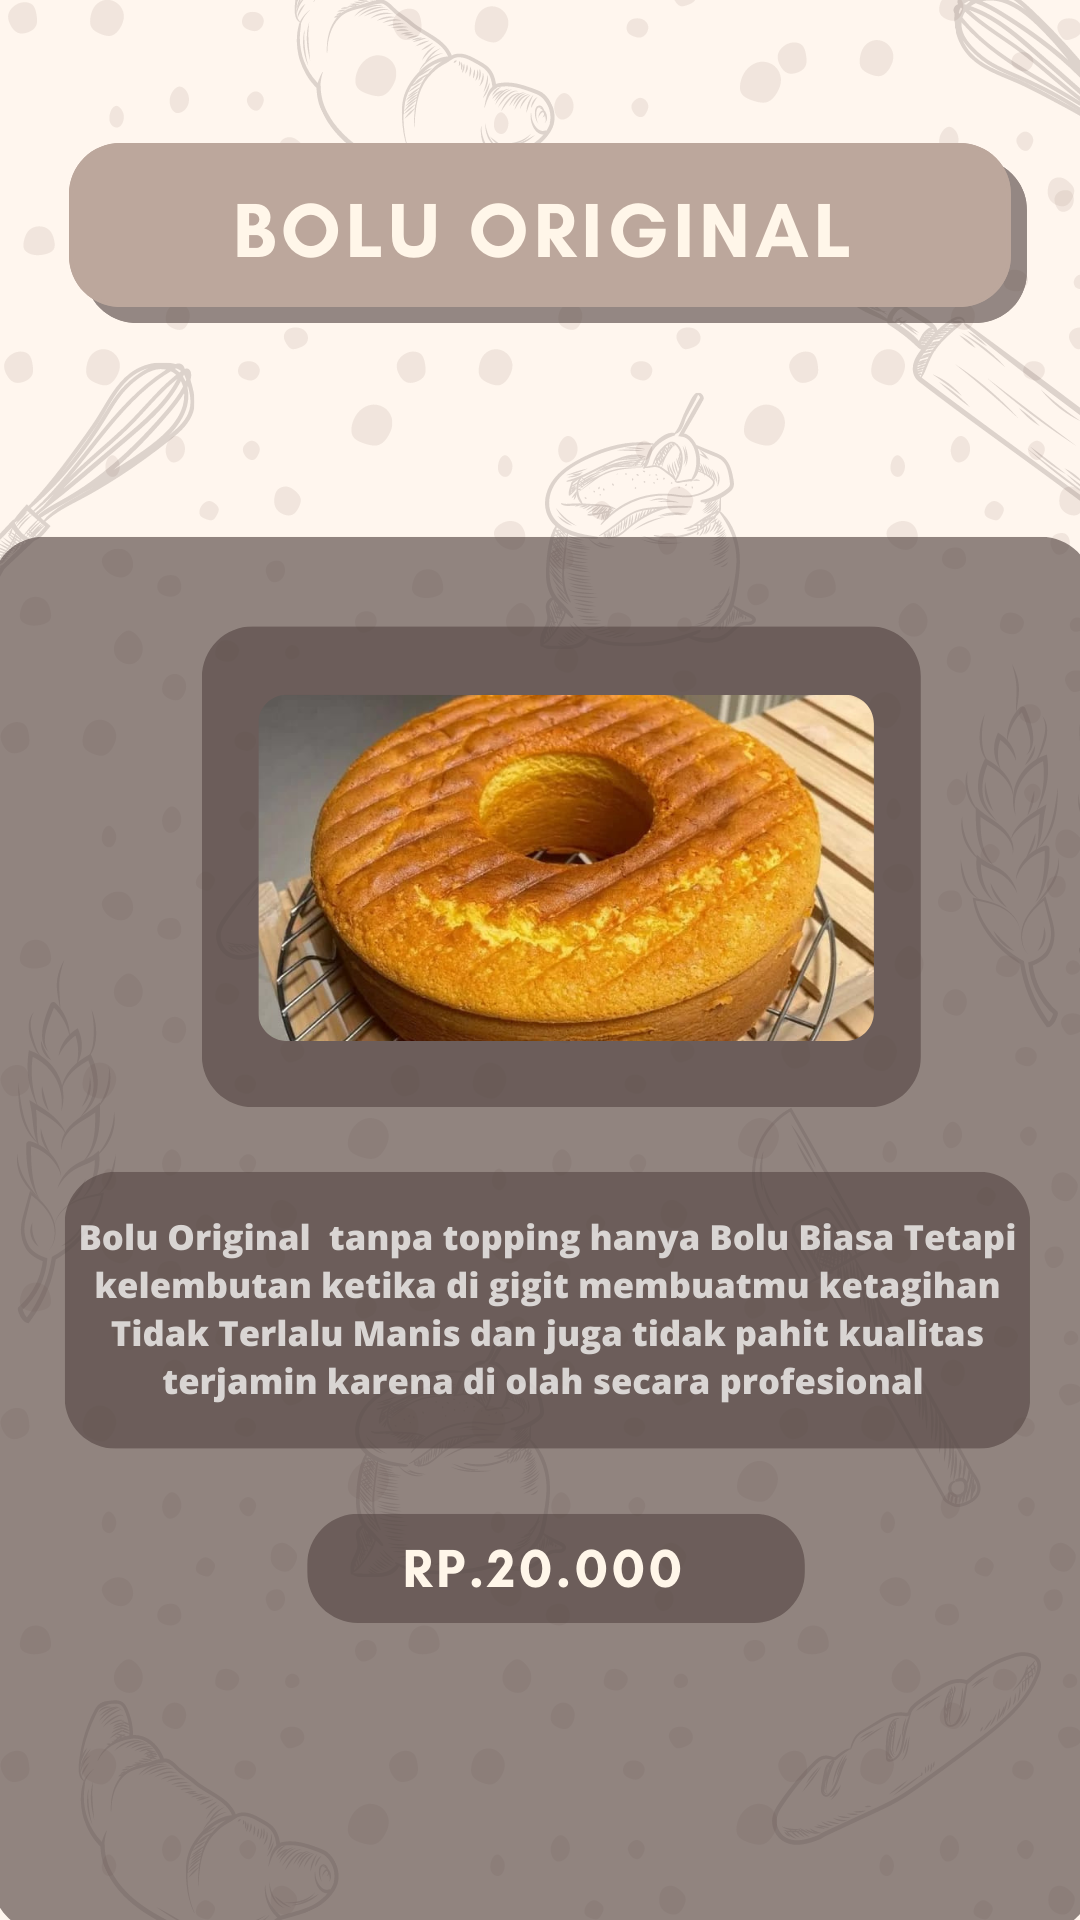 BOLU ORIGINAL
Bolu Original  tanpa topping hanya Bolu Biasa Tetapi
kelembutan ketika di gigit membuatmu ketagihan
Tidak Terlalu Manis dan juga tidak pahit kualitas
terjamin karena di olah secara profesional
RP.20.000